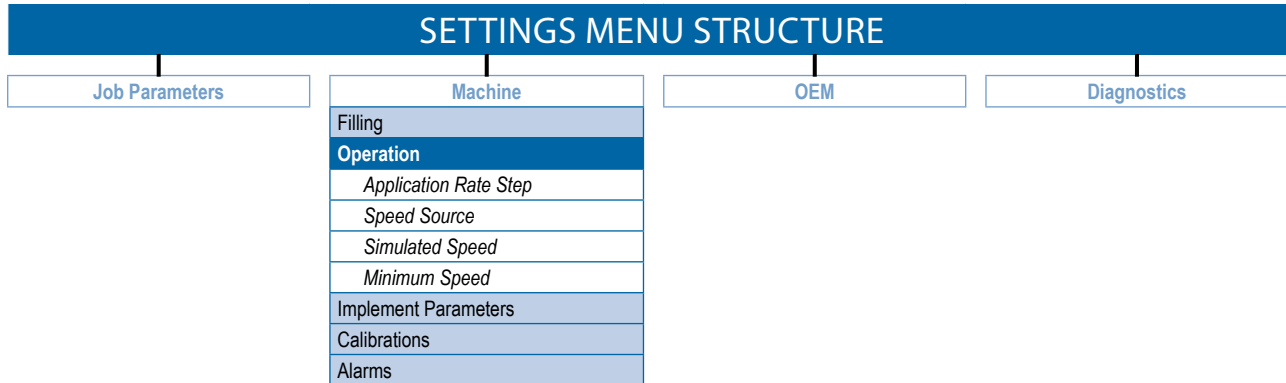 SETTINGS MENU STRUCTURE
Job Parameters
Machine
OEM
Diagnostics
Filling
Operation
Application Rate Step
Speed Source
Simulated Speed
Minimum Speed
Implement Parameters
Calibrations
Alarms